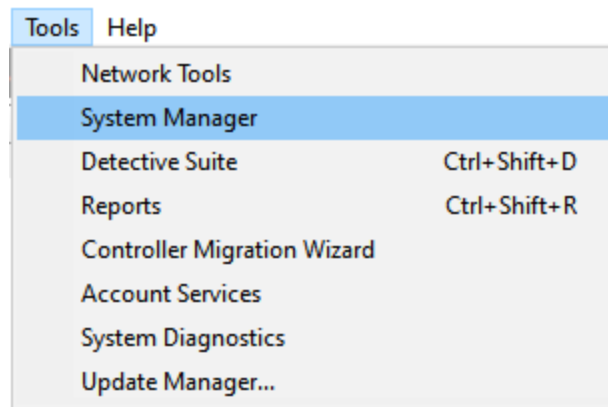 Tools Help
Network Tools
System Manager
Detective Suite Ctrl+Shift+D
Reports Ctrl+Shift+R
Controller Migration Wizard
Account Services
System Diagnostics
Update Manager...